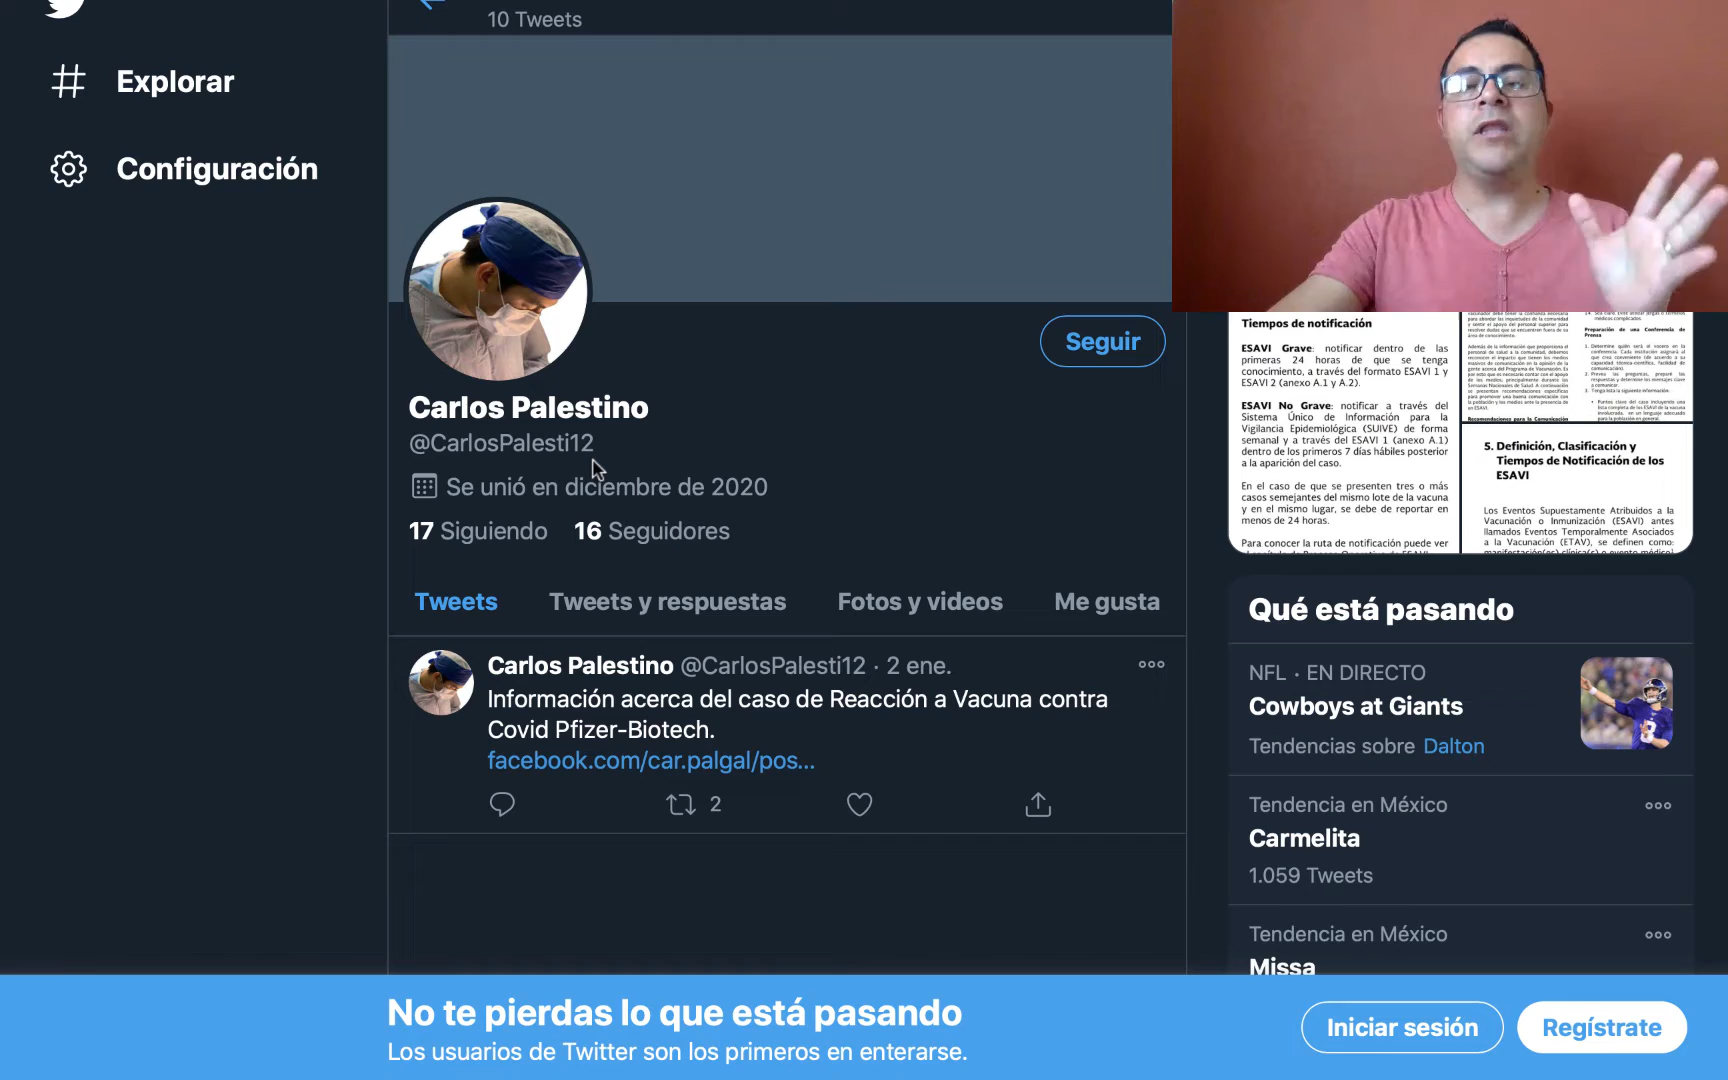 10 Tweets
Explorar
Configuración
Seguir
Carlos Palestino
@CarlosPalesti12
Se unió en diciembre de 2020
17 Siguiendo 16 Seguidores
Tweets Tweets y respuestas Fotos y videos Me gusta
Carlos Palestino @CarlosPalesti12 · 2 ene.
Información acerca del caso de Reacción a Vacuna contra
Covid Pfizer-Biotech.
facebook.com/car.palgal/pos...
2
Tiempos de notificación
ESAVI Grave: notificar dentro de las
primeras 24 horas de que se tenga
conocimiento, a través del formato ESAVI 1 y
ESAVI 2 (anexo A.1 y A.2).
ESAVI No Grave: notificar a través del
Sistema Único de Información para la
Vigilancia Epidemiológica (SUIVE) de forma
semanal y a través del ESAVI 1 (anexo A.1)
dentro de los primeros 7 días hábiles posterior
a la aparición del caso.
En el caso de que se presenten tres o más
casos semejantes del mismo lote de la vacuna
y en el mismo lugar, se debe de reportar en
menos de 24 horas.
Para conocer la ruta de notificación puede ver
Preparación de una Conferencia de
Prensa
5. Definición, Clasificación y
Tiempos de Notificación de los
ESAVI
Los Eventos Supuestamente Atribuidos a la
Vacunación o Inmunización (ESAVI) antes
llamados Eventos Temporalmente Asociados
a la Vacunación (ETAV), se definen como:
Qué está pasando
NFL · EN DIRECTO
Cowboys at Giants
Tendencias sobre Dalton
Tendencia en México
Carmelita
1.059 Tweets
Tendencia en México
Missa
No te pierdas lo que está pasando
Los usuarios de Twitter son los primeros en enterarse.
Iniciar sesión
Regístrate